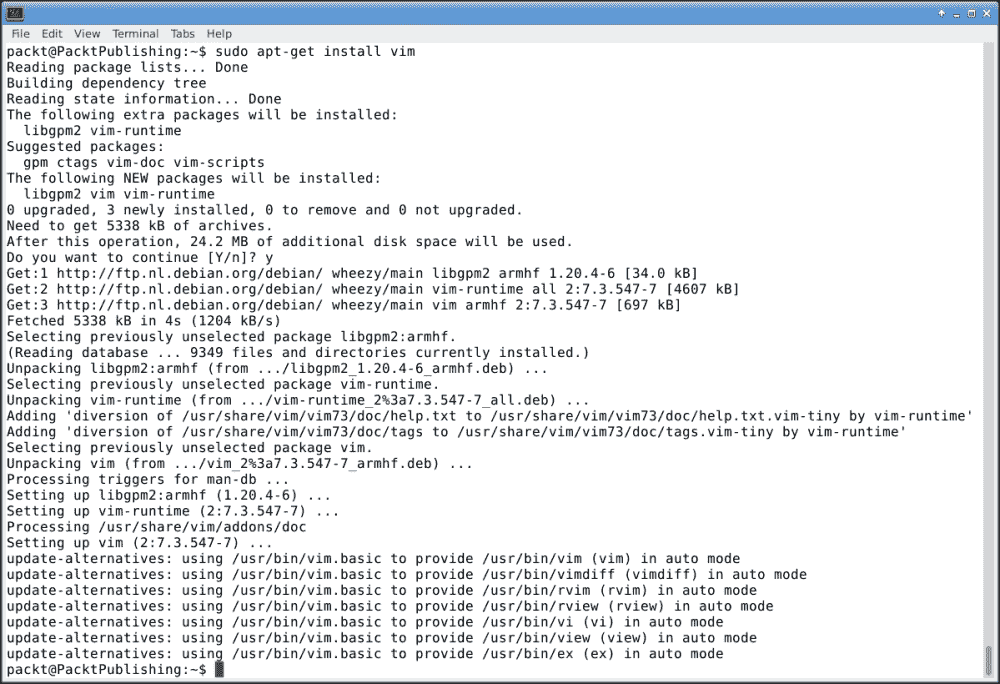 File Edit View Terminal Tabs Help
packt@PacktPublishing:~$ sudo apt-get install vim
Reading package lists... Done
Building dependency tree
Reading state information... Done
The following extra packages will be installed:
  libgpm2 vim-runtime
Suggested packages:
  gpm ctags vim-doc vim-scripts
The following NEW packages will be installed:
  libgpm2 vim vim-runtime
0 upgraded, 3 newly installed, 0 to remove and 0 not upgraded.
Need to get 5338 kB of archives.
After this operation, 24.2 MB of additional disk space will be used.
Do you want to continue [Y/n]? y
Get:1 http://ftp.nl.debian.org/debian/ wheezy/main libgpm2 armhf 1.20.4-6 [34.0 kB]
Get:2 http://ftp.nl.debian.org/debian/ wheezy/main vim-runtime all 2:7.3.547-7 [4607 kB]
Get:3 http://ftp.nl.debian.org/debian/ wheezy/main vim armhf 2:7.3.547-7 [697 kB]
Fetched 5338 kB in 4s (1204 kB/s)
Selecting previously unselected package libgpm2:armhf.
(Reading database ... 9349 files and directories currently installed.)
Unpacking libgpm2:armhf (from .../libgpm2_1.20.4-6_armhf.deb) ...
Selecting previously unselected package vim-runtime.
Unpacking vim-runtime (from .../vim-runtime_2%3a7.3.547-7_all.deb) ...
Adding 'diversion of /usr/share/vim/vim73/doc/help.txt to /usr/share/vim/vim73/doc/help.txt.vim-tiny by vim-runtime'
Adding 'diversion of /usr/share/vim/vim73/doc/tags to /usr/share/vim/vim73/doc/tags.vim-tiny by vim-runtime'
Selecting previously unselected package vim.
Unpacking vim (from .../vim_2%3a7.3.547-7_armhf.deb) ...
Processing triggers for man-db ...
Setting up libgpm2:armhf (1.20.4-6) ...
Setting up vim-runtime (2:7.3.547-7) ...
Processing /usr/share/vim/addons/doc
Setting up vim (2:7.3.547-7) ...
update-alternatives: using /usr/bin/vim.basic to provide /usr/bin/vim (vim) in auto mode
update-alternatives: using /usr/bin/vim.basic to provide /usr/bin/vimdiff (vimdiff) in auto mode
update-alternatives: using /usr/bin/vim.basic to provide /usr/bin/rvim (rvim) in auto mode
update-alternatives: using /usr/bin/vim.basic to provide /usr/bin/rview (rview) in auto mode
update-alternatives: using /usr/bin/vim.basic to provide /usr/bin/vi (vi) in auto mode
update-alternatives: using /usr/bin/vim.basic to provide /usr/bin/view (view) in auto mode
update-alternatives: using /usr/bin/vim.basic to provide /usr/bin/ex (ex) in auto mode
packt@PacktPublishing:~$